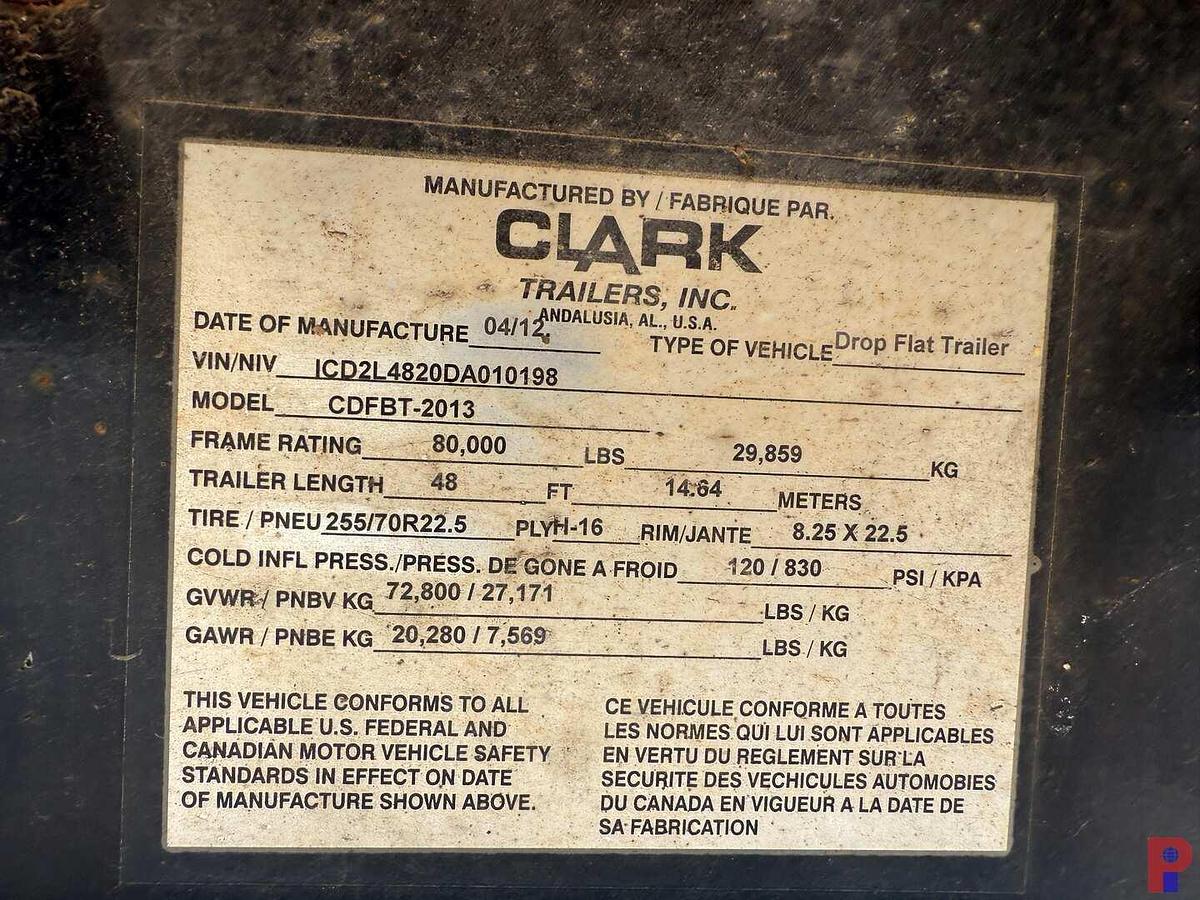 MANUFACTURED BY / FABRIQUE PAR.
CLARK
TRAILERS, INC.
ANDALUSIA, AL., U.S.A.
DATE OF MANUFACTURE 04/12 TYPE OF VEHICLE Drop Flat Trailer
VIN/NIV ICD2L4820DA010198
MODEL CDFBT-2013
FRAME RATING 80,000 LBS 29,859 KG
TRAILER LENGTH 48 FT 14.64 METERS
TIRE / PNEU 255/70R22.5 PLY H-16 RIM/JANTE 8.25 X 22.5
COLD INFL PRESS./PRESS. DE GONE A FROID 120 / 830 PSI / KPA
GVWR / PNBV KG 72,800 / 27,171 LBS / KG
GAWR / PNBE KG 20,280 / 7,569 LBS / KG
THIS VEHICLE CONFORMS TO ALL
APPLICABLE U.S. FEDERAL AND
CANADIAN MOTOR VEHICLE SAFETY
STANDARDS IN EFFECT ON DATE
OF MANUFACTURE SHOWN ABOVE.
CE VEHICULE CONFORME A TOUTES
LES NORMES QUI LUI SONT APPLICABLES
EN VERTU DU REGLEMENT SUR LA
SECURITE DES VECHICULES AUTOMOBIES
DU CANADA EN VIGUEUR A LA DATE DE
SA FABRICATION